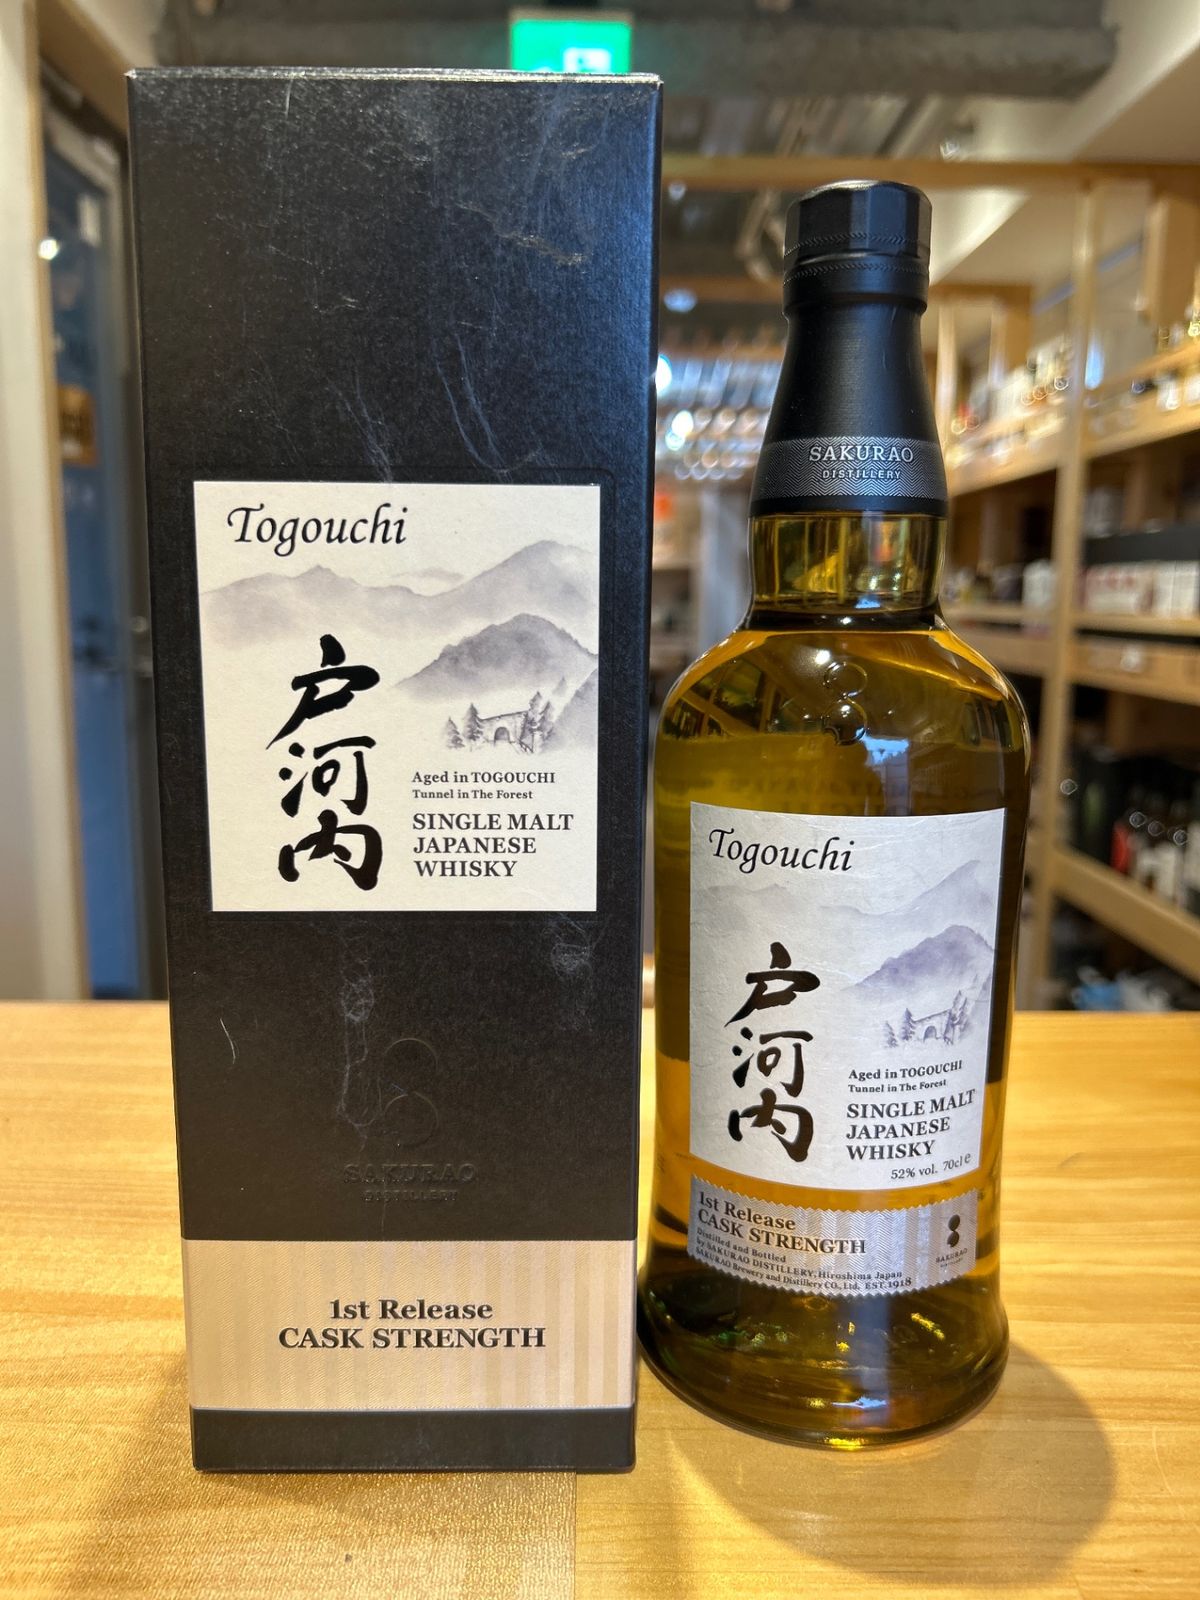 Togouchi
戸河内
Aged in TOGOUCHI
Tunnel in The Forest
SINGLE MALT
JAPANESE
WHISKY
SAKURAO
DISTILLERY
1st Release
CASK STRENGTH
SAKURAO
DISTILLERY
Togouchi
戸河内
Aged in TOGOUCHI
Tunnel in The Forest
SINGLE MALT
JAPANESE
WHISKY
52% vol. 70cl e
1st Release
CASK STRENGTH
Distilled and Bottled
by SAKURAO DISTILLERY, Hiroshima Japan
SAKURAO Brewery and Distillery CO., Ltd. EST.1918
SAKURAO
DISTILLERY